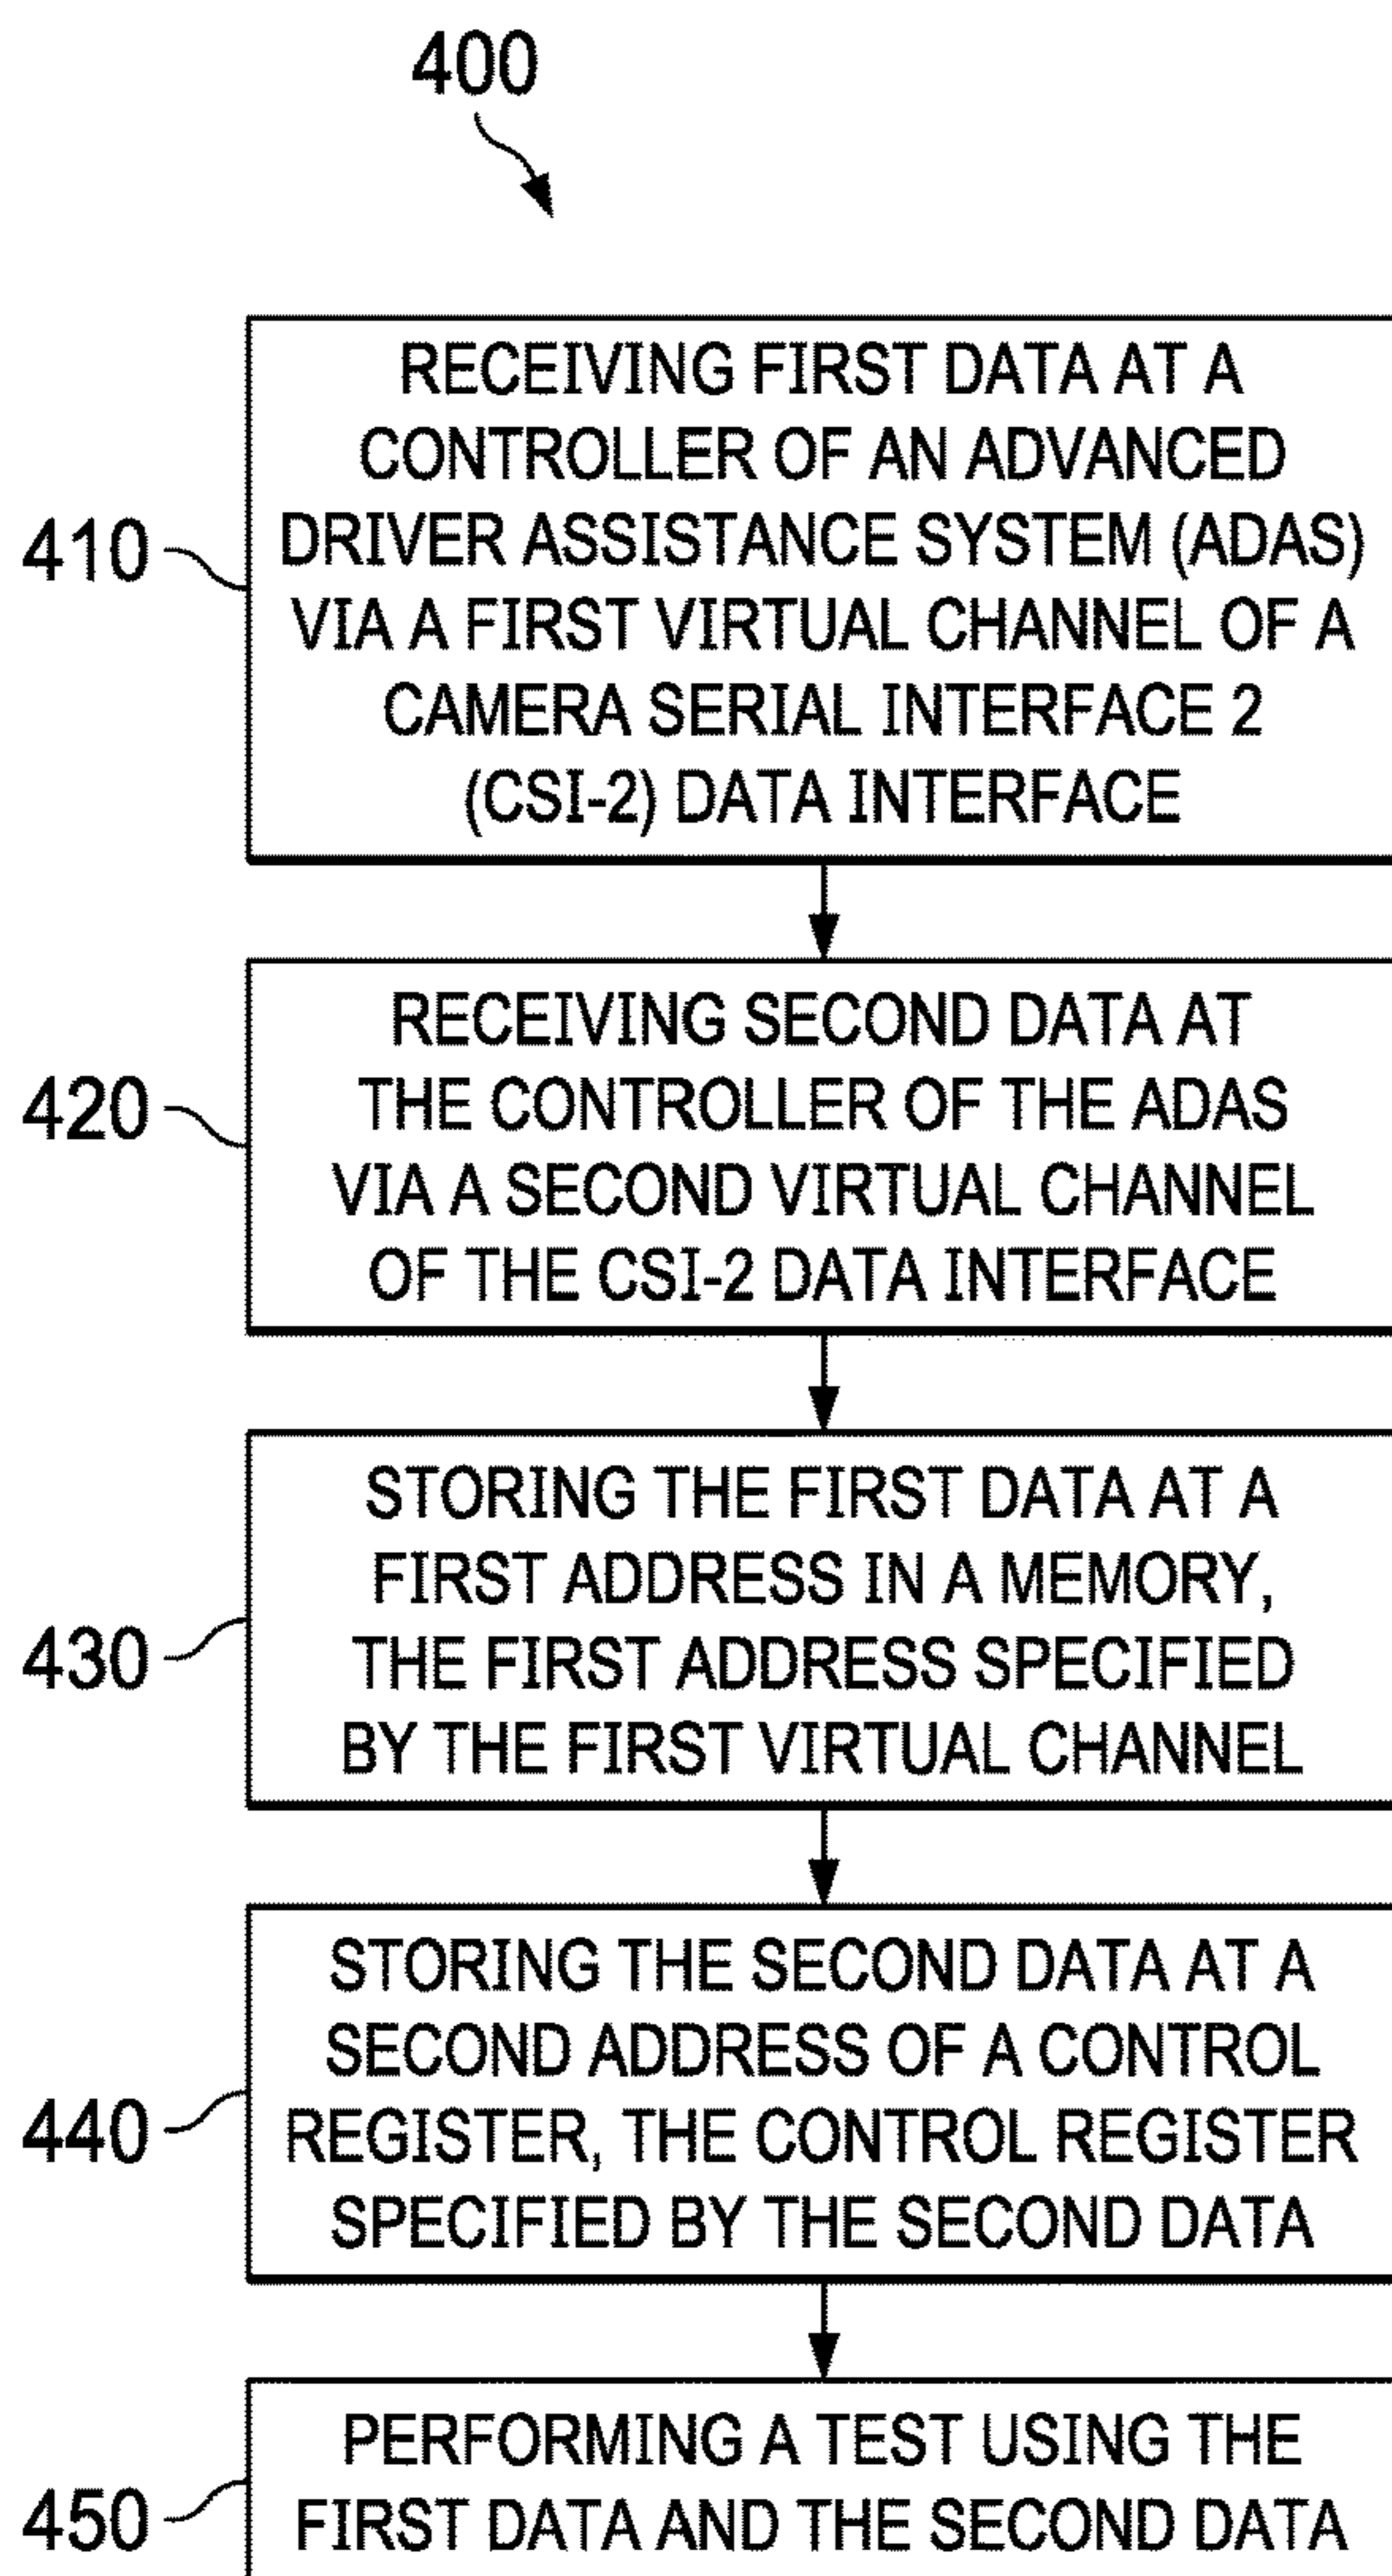 400
RECEIVING FIRST DATA AT A
CONTROLLER OF AN ADVANCED
DRIVER ASSISTANCE SYSTEM (ADAS)
VIA A FIRST VIRTUAL CHANNEL OF A
CAMERA SERIAL INTERFACE 2
(CSI-2) DATA INTERFACE
410
RECEIVING SECOND DATA AT
THE CONTROLLER OF THE ADAS
VIA A SECOND VIRTUAL CHANNEL
OF THE CSI-2 DATA INTERFACE
420
STORING THE FIRST DATA AT A
FIRST ADDRESS IN A MEMORY,
THE FIRST ADDRESS SPECIFIED
BY THE FIRST VIRTUAL CHANNEL
430
STORING THE SECOND DATA AT A
SECOND ADDRESS OF A CONTROL
REGISTER, THE CONTROL REGISTER
SPECIFIED BY THE SECOND DATA
440
PERFORMING A TEST USING THE
FIRST DATA AND THE SECOND DATA
450